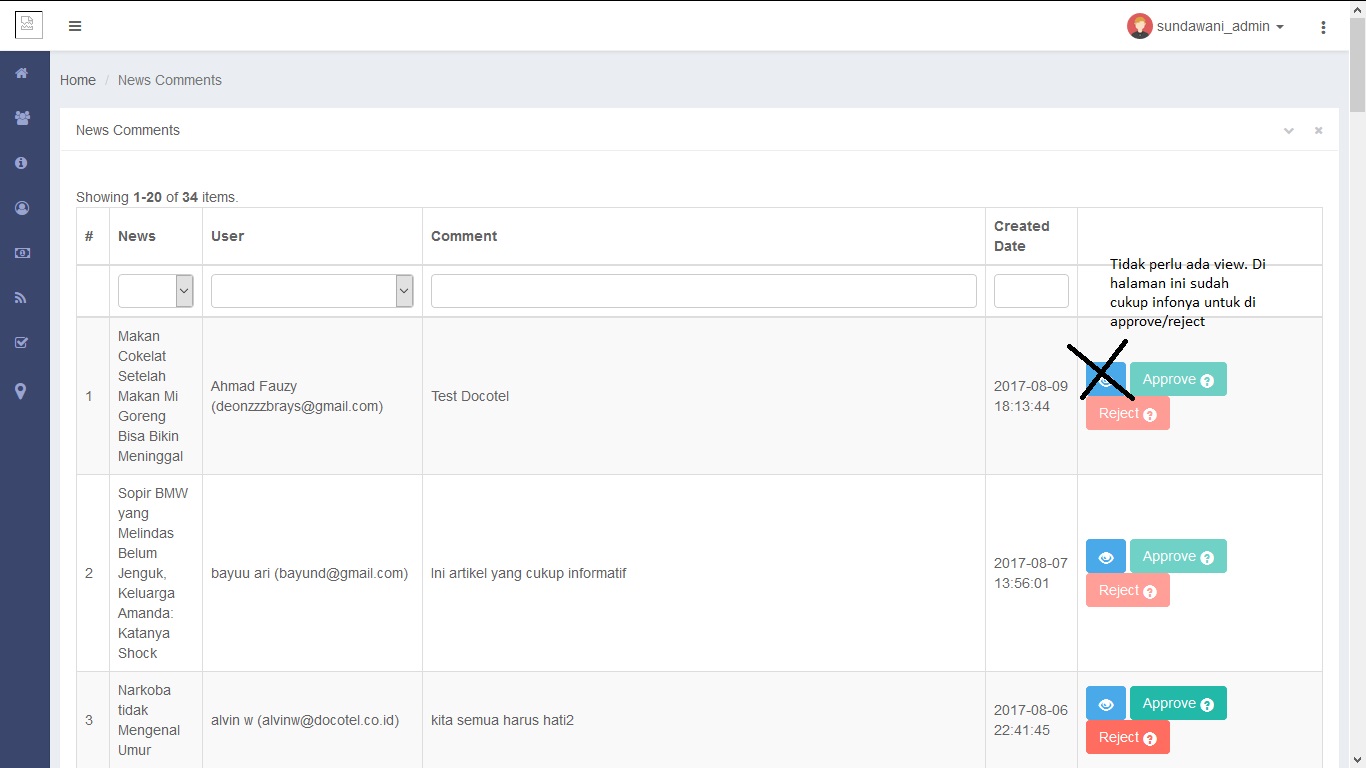 sundawani_admin
Home / News Comments
News Comments
Showing 1-20 of 34 items.
#
News
User
Comment
Created
Date
Tidak perlu ada view. Di
halaman ini sudah
cukup infonya untuk di
approve/reject
1
Makan
Cokelat
Setelah
Makan Mi
Goreng
Bisa Bikin
Meninggal
Ahmad Fauzy
(deonzzzbrays@gmail.com)
Test Docotel
2017-08-09
18:13:44
Approve ?
Reject ?
2
Sopir BMW
yang
Melindas
Belum
Jenguk,
Keluarga
Amanda:
Katanya
Shock
bayuu ari (bayund@gmail.com)
Ini artikel yang cukup informatif
2017-08-07
13:56:01
Approve ?
Reject ?
3
Narkoba
tidak
Mengenal
Umur
alvin w (alvinw@docotel.co.id)
kita semua harus hati2
2017-08-06
22:41:45
Approve ?
Reject ?